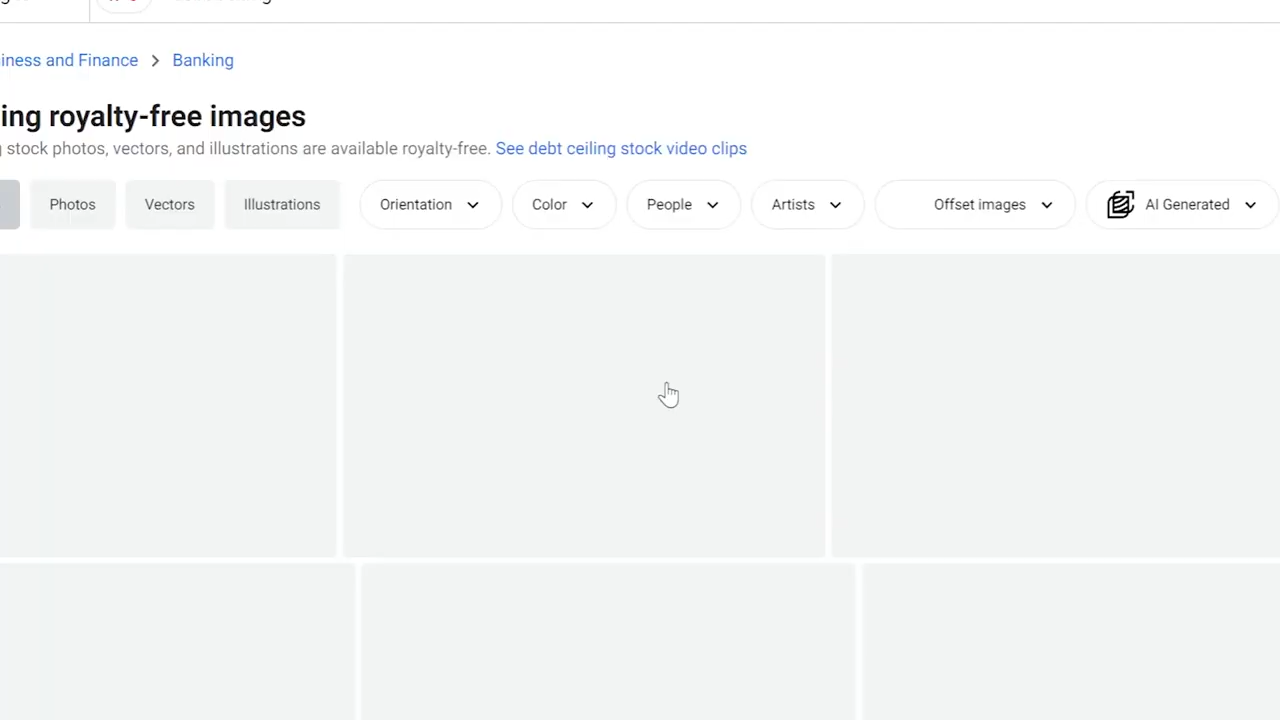 iness and Finance > Banking
ing royalty-free images
stock photos, vectors, and illustrations are available royalty-free. See debt ceiling stock video clips
Photos Vectors Illustrations Orientation Color People Artists Offset images AI Generated